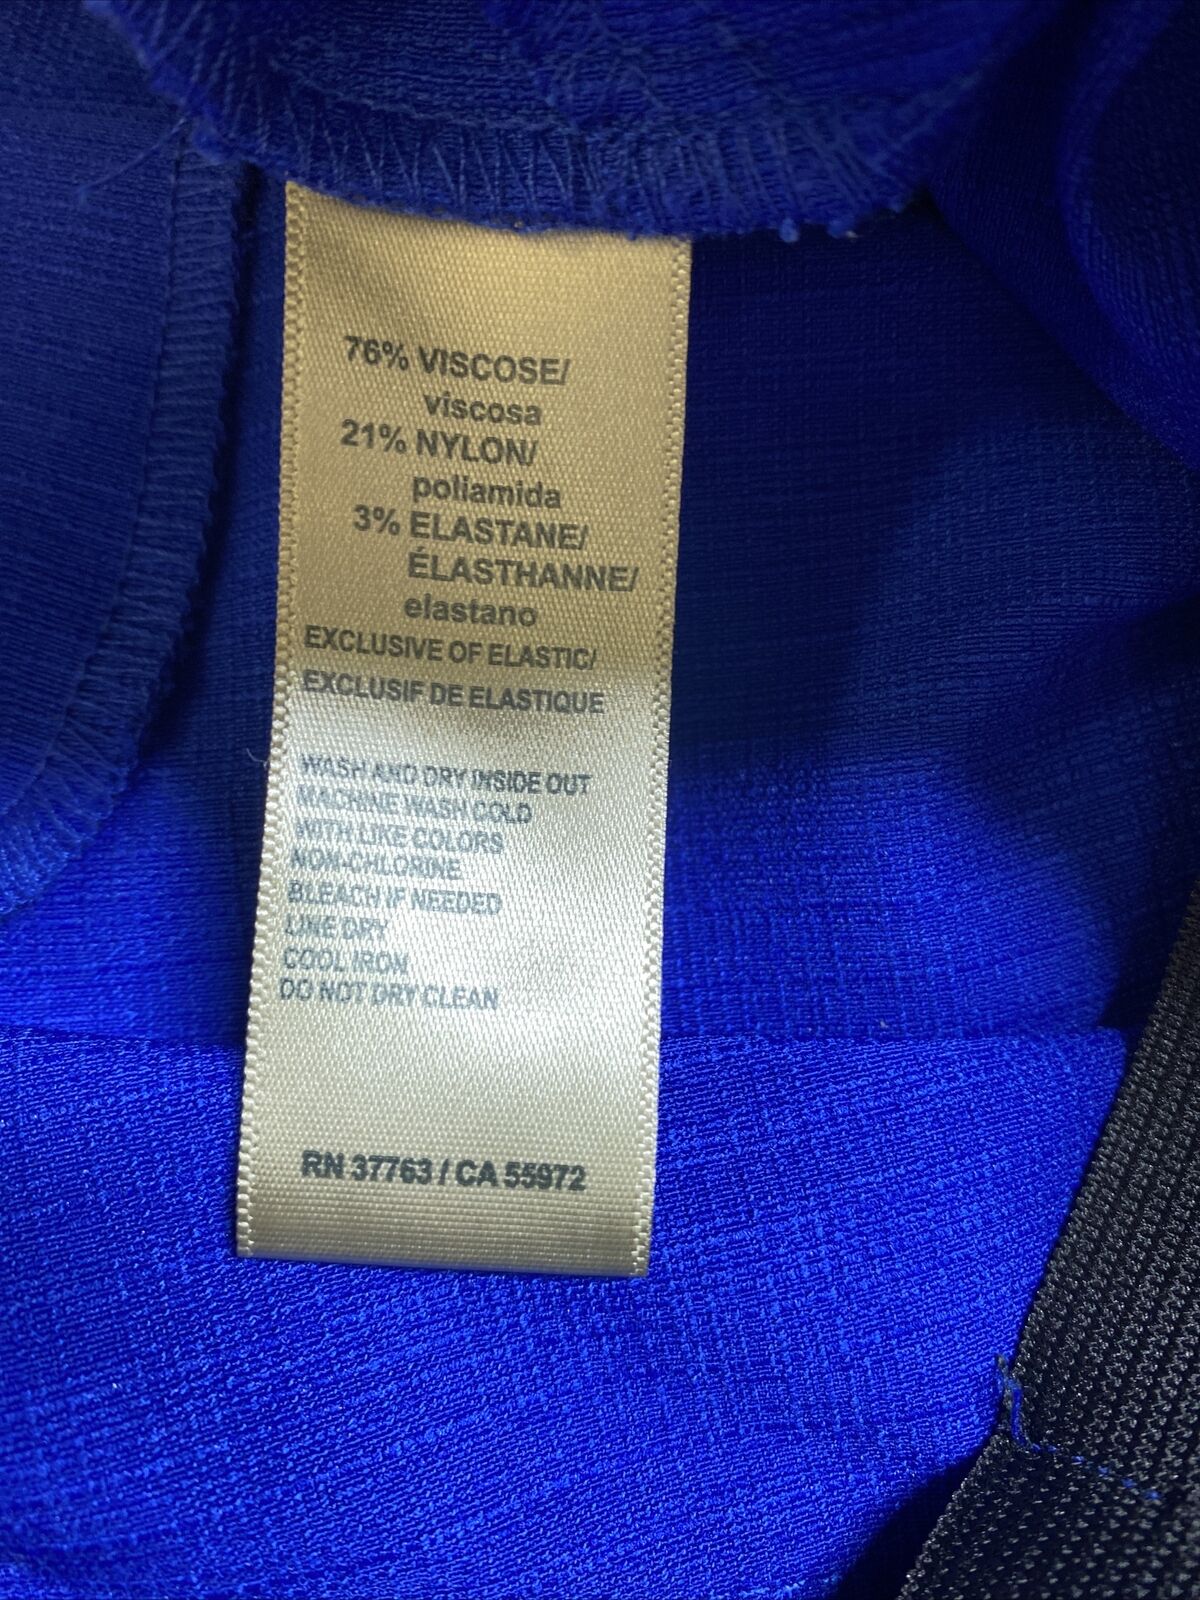 76% VISCOSE/
viscosa
21% NYLON/
poliamida
3% ELASTANE/
ÉLASTHANNE/
elastano
EXCLUSIVE OF ELASTIC/
EXCLUSIF DE ELASTIQUE
WASH AND DRY INSIDE OUT
MACHINE WASH COLD
WITH LIKE COLORS
NON-CHLORINE
BLEACH IF NEEDED
LINE DRY
COOL IRON
DO NOT DRY CLEAN
RN 37763 / CA 55972